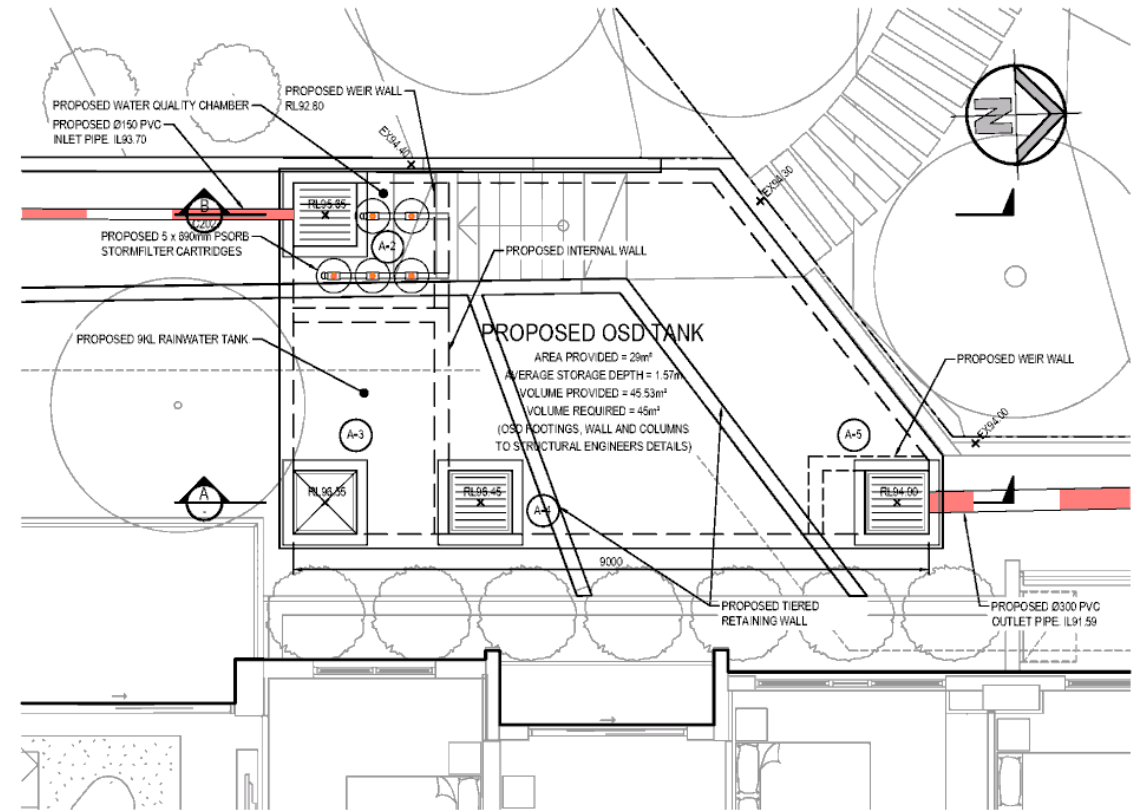 PROPOSED WEIR WALL
RL92.80
PROPOSED WATER QUALITY CHAMBER
PROPOSED Ø150 PVC
INLET PIPE. IL93.70
EX94.40
N
EX94.30
B
C202
RL95.65
A-2
PROPOSED 5 x 690mm PSORB
STORMFILTER CARTRIDGES
PROPOSED INTERNAL WALL
PROPOSED 9KL RAINWATER TANK
PROPOSED OSD TANK
AREA PROVIDED = 29m²
AVERAGE STORAGE DEPTH = 1.57m
VOLUME PROVIDED = 45.53m³
VOLUME REQUIRED = 45m³
(OSD FOOTINGS, WALL AND COLUMNS
TO STRUCTURAL ENGINEERS DETAILS)
PROPOSED WEIR WALL
EX94.00
A-3
A-5
A
-
RL96.55
RL96.45
A-4
RL94.00
9000
PROPOSED TIERED
RETAINING WALL
PROPOSED Ø300 PVC
OUTLET PIPE. IL91.59